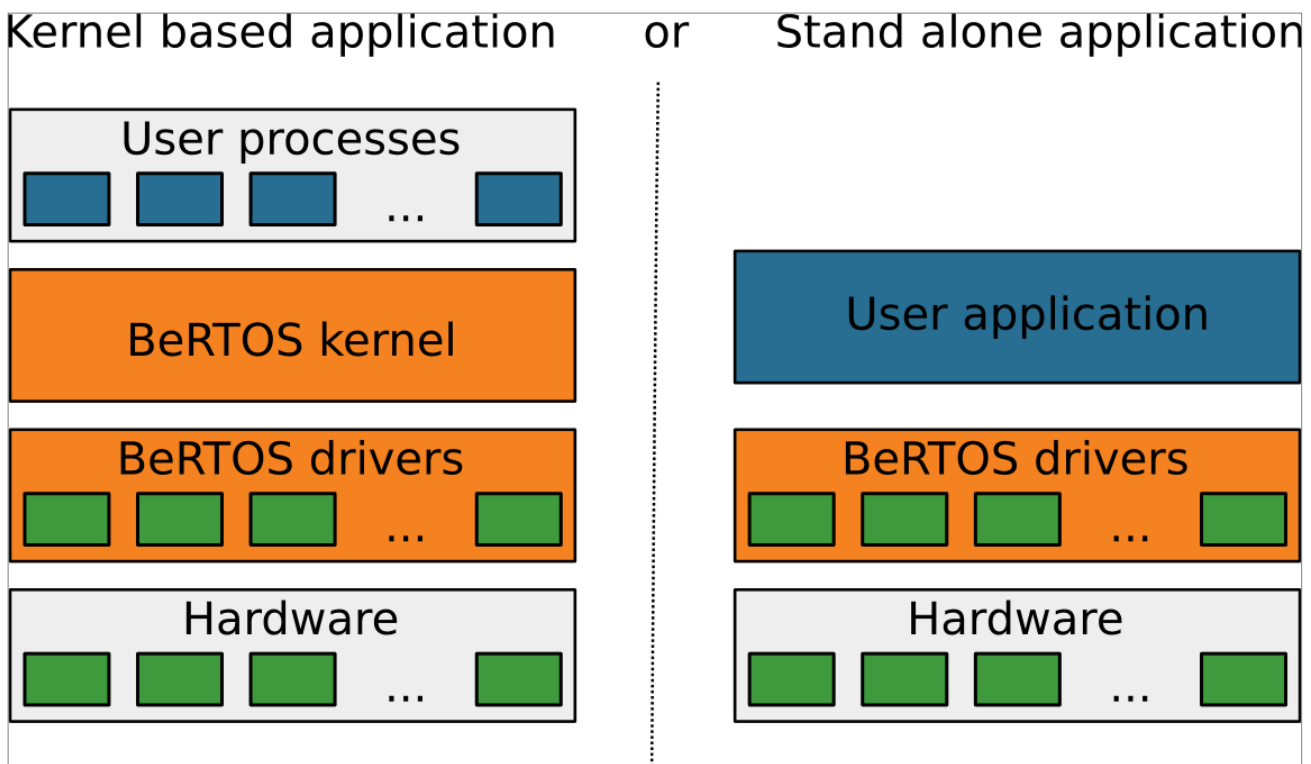 Kernel based application or Stand alone application
User processes
...
BeRTOS kernel
BeRTOS drivers
...
Hardware
...
User application
BeRTOS drivers
...
Hardware
...